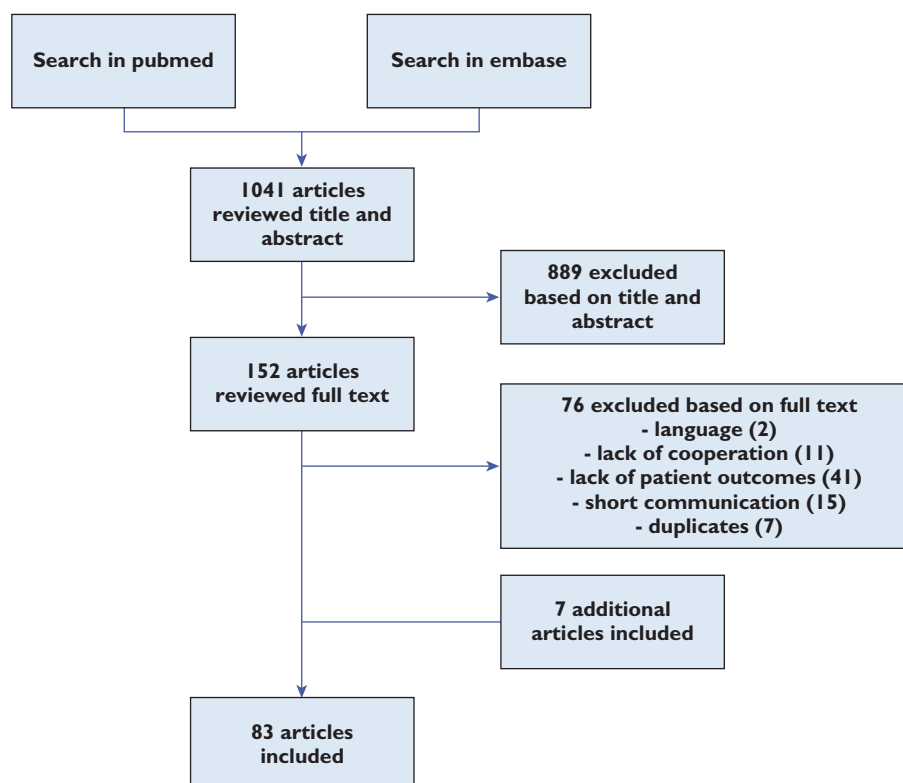 Search in pubmed
Search in embase
1041 articles
reviewed title and
abstract
889 excluded
based on title and
abstract
152 articles
reviewed full text
76 excluded based on full text
- language (2)
- lack of cooperation (11)
- lack of patient outcomes (41)
- short communication (15)
- duplicates (7)
7 additional
articles included
83 articles
included